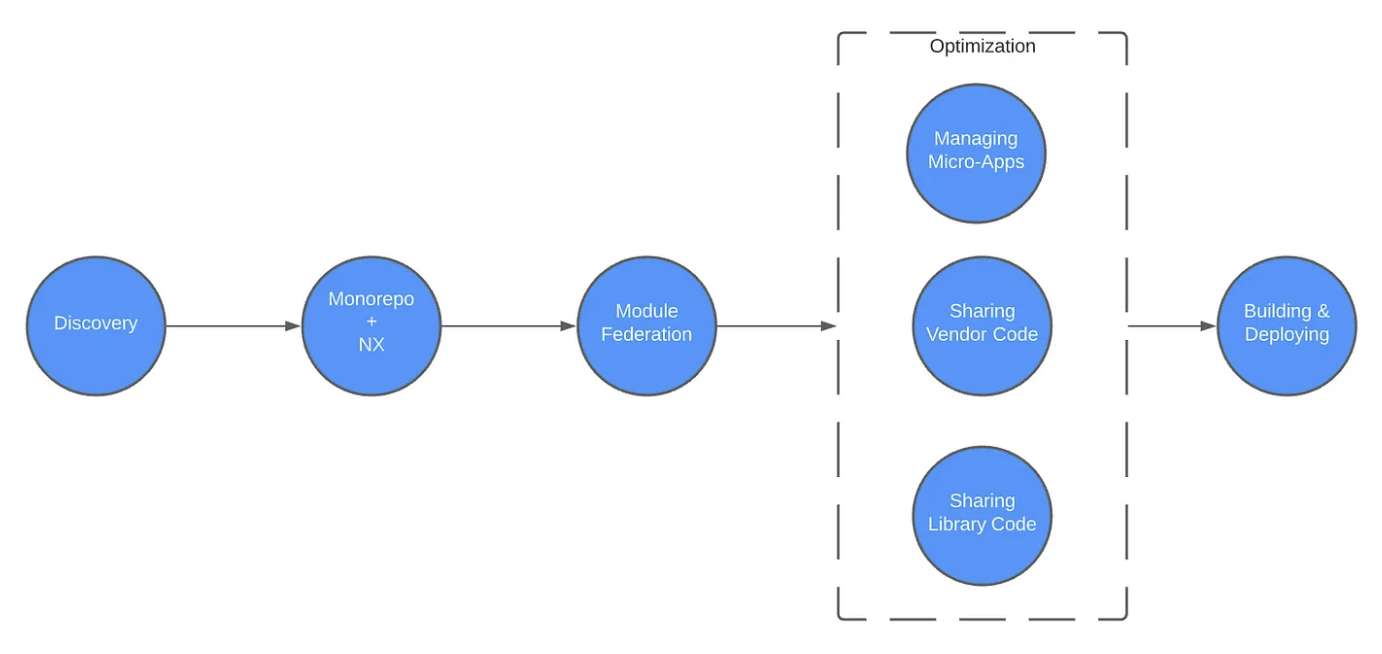 Discovery
Monorepo
+
NX
Module
Federation
Optimization
Managing
Micro-Apps
Sharing
Vendor Code
Sharing
Library Code
Building &
Deploying